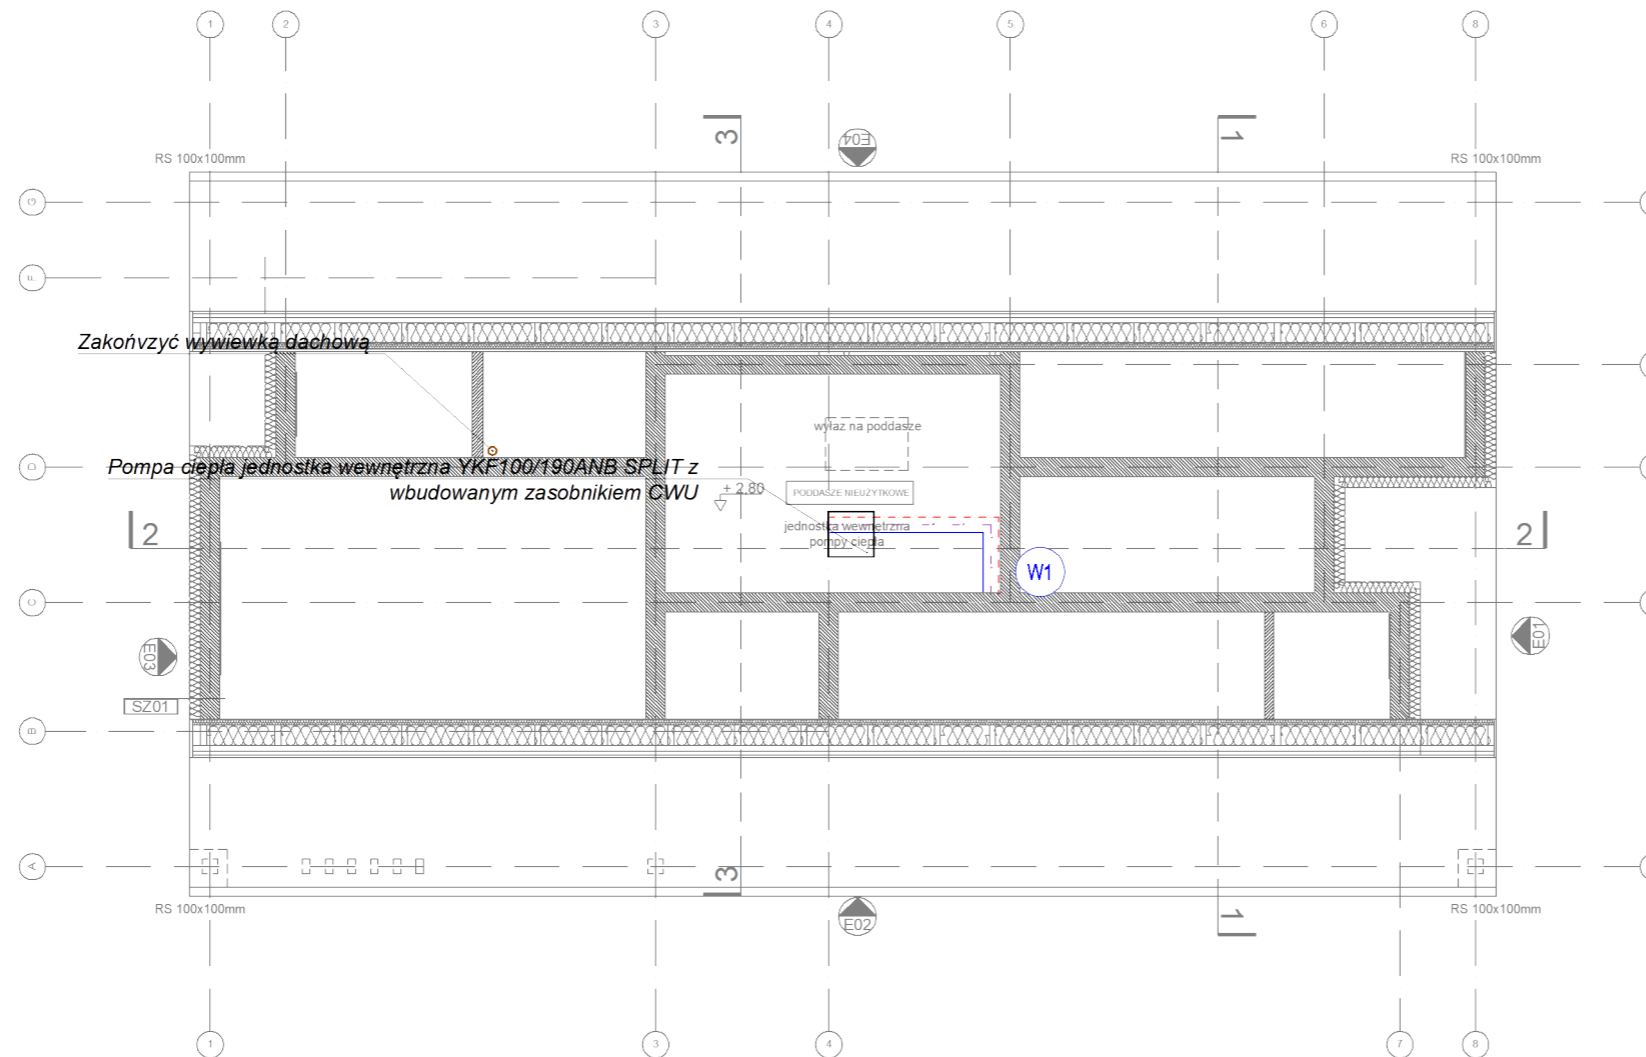 1 2 3 4 5 6 8
3 1
E04
RS 100x100mm RS 100x100mm
G
F
Zakońvzyć wywiewką dachową
wyłaz na poddasze
D
Pompa ciepła jednostka wewnętrzna YKF100/190ANB SPLIT z
wbudowanym zasobnikiem CWU
+ 2,80
PODDASZE NIEUŻYTKOWE
jednostka wewnętrzna
pompy ciepła
2 2
W1
C
E03 E01
SZ01
B
A
3 1
RS 100x100mm RS 100x100mm
E02
1 3 4 7 8